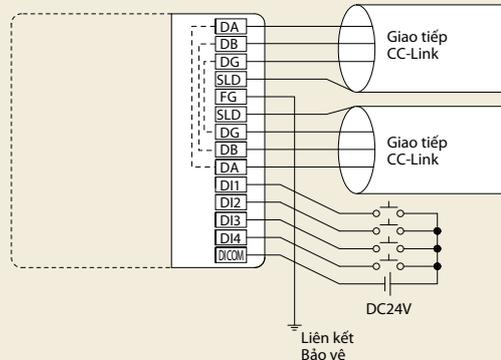 DA
DB
DG
SLD
FG
SLD
DG
DB
DA
DI1
DI2
DI3
DI4
DICOM
Giao tiếp
CC-Link
Giao tiếp
CC-Link
DC24V
Liên kết
Bảo vệ